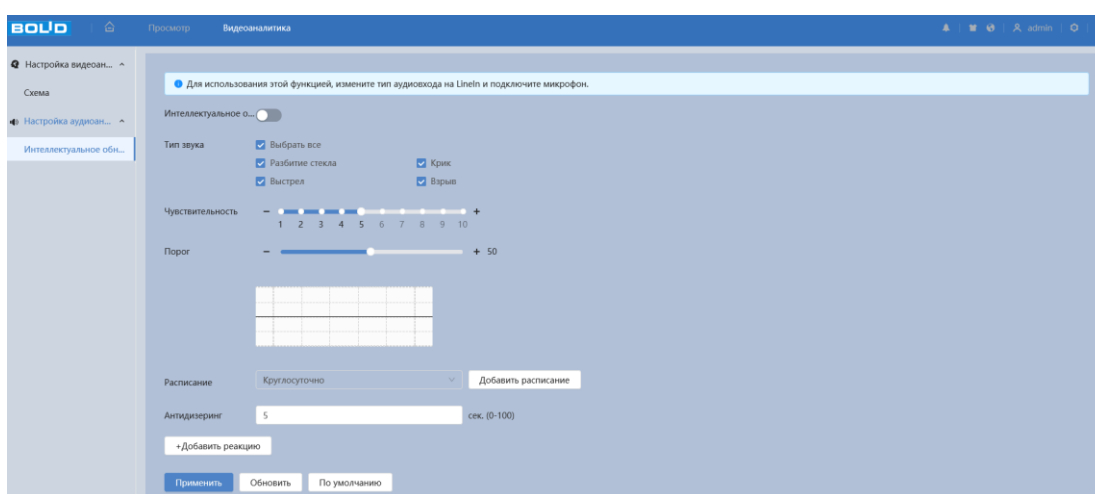 BOLID Просмотр Видеоаналитика admin
Настройка видеоан...
Схема
Настройка аудиоан...
Интеллектуальное обн...
Для использования этой функцией, измените тип аудиовхода на LineIn и подключите микрофон.
Интеллектуальное о...
Тип звука Выбрать все
Разбитие стекла Крик
Выстрел Взрыв
Чувствительность - +
1 2 3 4 5 6 7 8 9 10
Порог - + 50
Расписание Круглосуточно Добавить расписание
Антидизеринг 5 сек. (0-100)
+Добавить реакцию
Применить Обновить По умолчанию